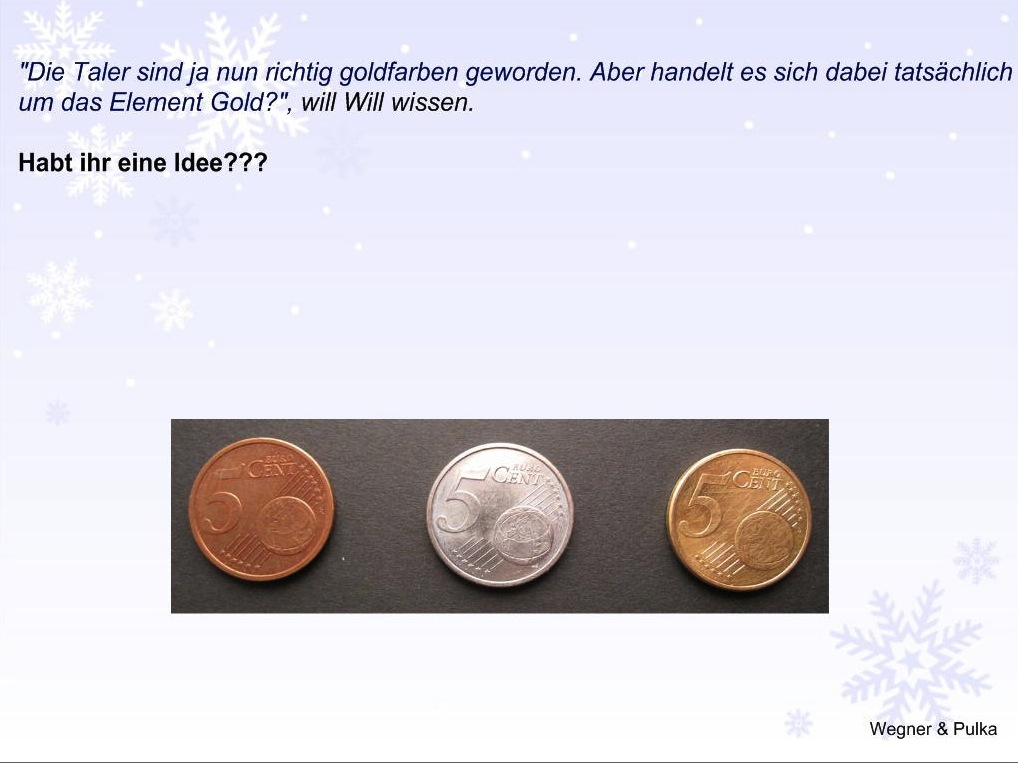 "Die Taler sind ja nun richtig goldfarben geworden. Aber handelt es sich dabei tatsächlich
um das Element Gold?", will Will wissen.
Habt ihr eine Idee???
5 EURO CENT
5 EURO CENT
5 EURO CENT
Wegner & Pulka